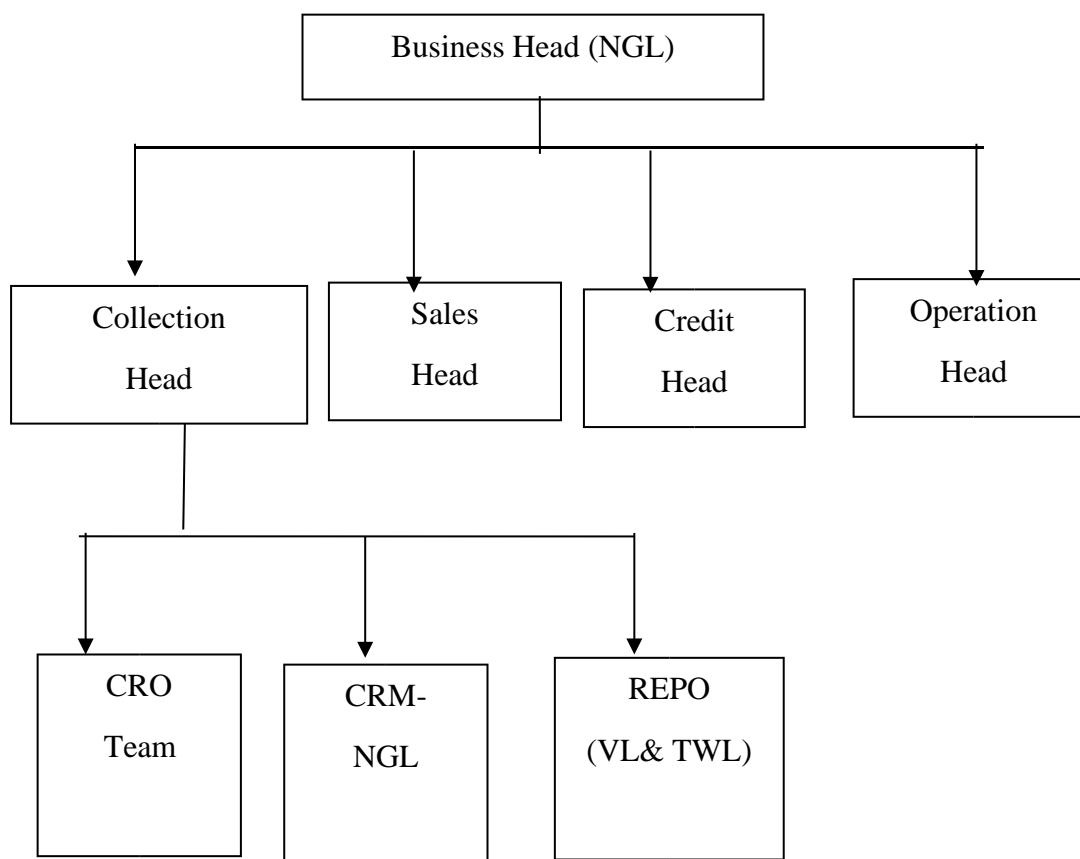 Business Head (NGL)
Collection
Head
Sales
Head
Credit
Head
Operation
Head
CRO
Team
CRM-
NGL
REPO
(VL& TWL)